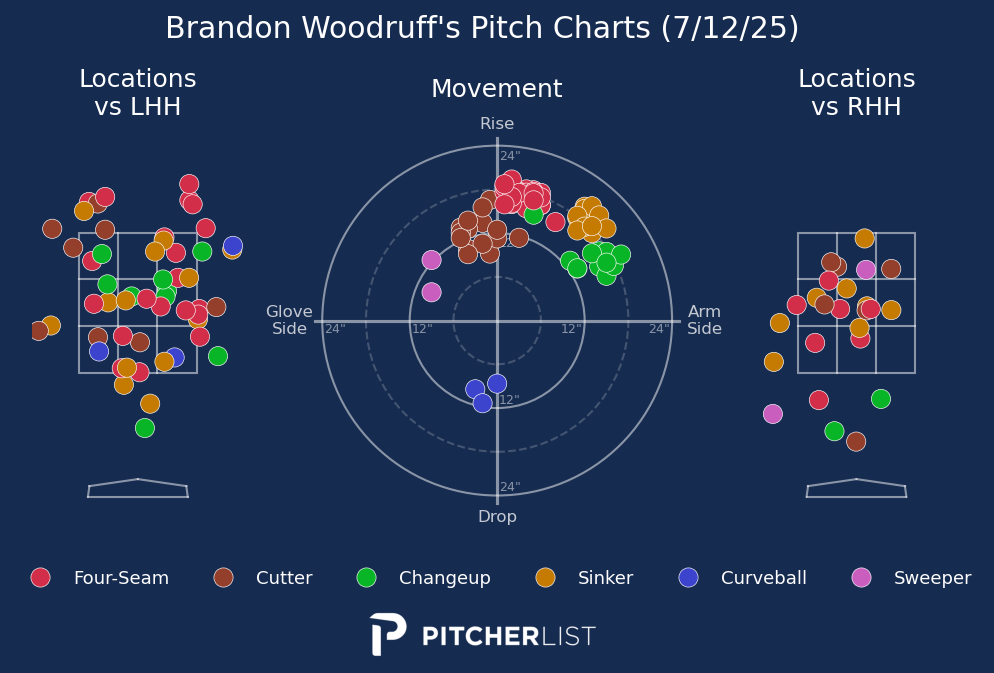 Brandon Woodruff's Pitch Charts (7/12/25)
Locations
vs LHH
Movement
Locations
vs RHH
Rise
24"
Glove
Side
24"
12"
12"
24"
Arm
Side
12"
24"
Drop
Four-Seam
Cutter
Changeup
Sinker
Curveball
Sweeper
PITCHERLIST